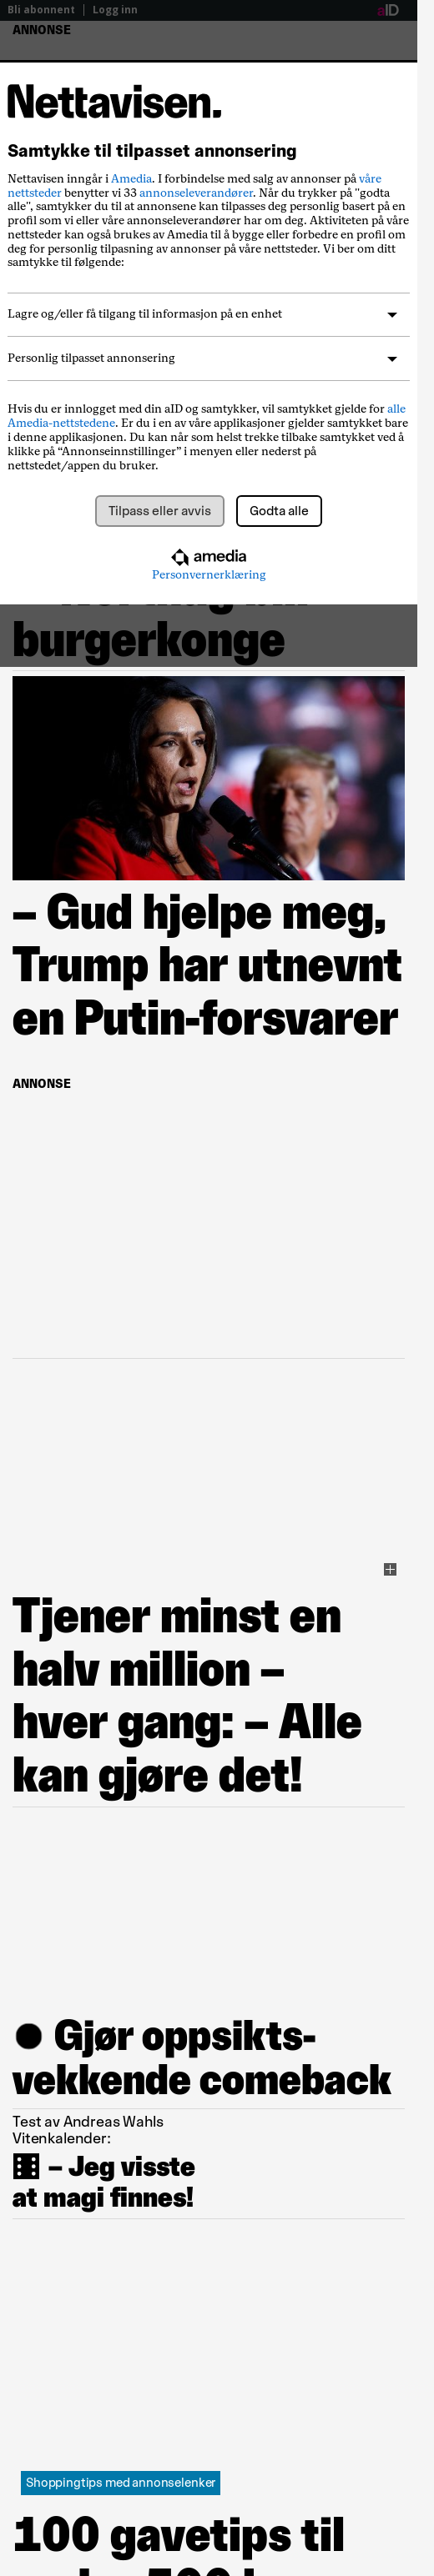 Bli abonnent | Logg inn
aID
ANNONSE
Nettavisen.
Samtykke til tilpasset annonsering
Nettavisen inngår i Amedia. I forbindelse med salg av annonser på våre
nettsteder benytter vi 33 annonseleverandører. Når du trykker på "godta
alle", samtykker du til at annonsene kan tilpasses deg personlig basert på en
profil som vi eller våre annonseleverandører har om deg. Aktiviteten på våre
nettsteder kan også brukes av Amedia til å bygge eller forbedre en profil om
deg for personlig tilpasning av annonser på våre nettsteder. Vi ber om ditt
samtykke til følgende:
Lagre og/eller få tilgang til informasjon på en enhet
Personlig tilpasset annonsering
Hvis du er innlogget med din aID og samtykker, vil samtykket gjelde for alle
Amedia-nettstedene. Er du i en av våre applikasjoner gjelder samtykket bare
i denne applikasjonen. Du kan når som helst trekke tilbake samtykket ved å
klikke på “Annonseinnstillinger” i menyen eller nederst på
nettstedet/appen du bruker.
Tilpass eller avvis
Godta alle
amedia
Personvernerklæring
burgerkonge
– Gud hjelpe meg,
Trump har utnevnt
en Putin-forsvarer
ANNONSE
Tjener minst en
halv million –
hver gang: – Alle
kan gjøre det!
Gjør oppsikts-
vekkende comeback
Test av Andreas Wahls
Vitenkalender:
– Jeg visste
at magi finnes!
Shoppingtips med annonselenker
100 gavetips til